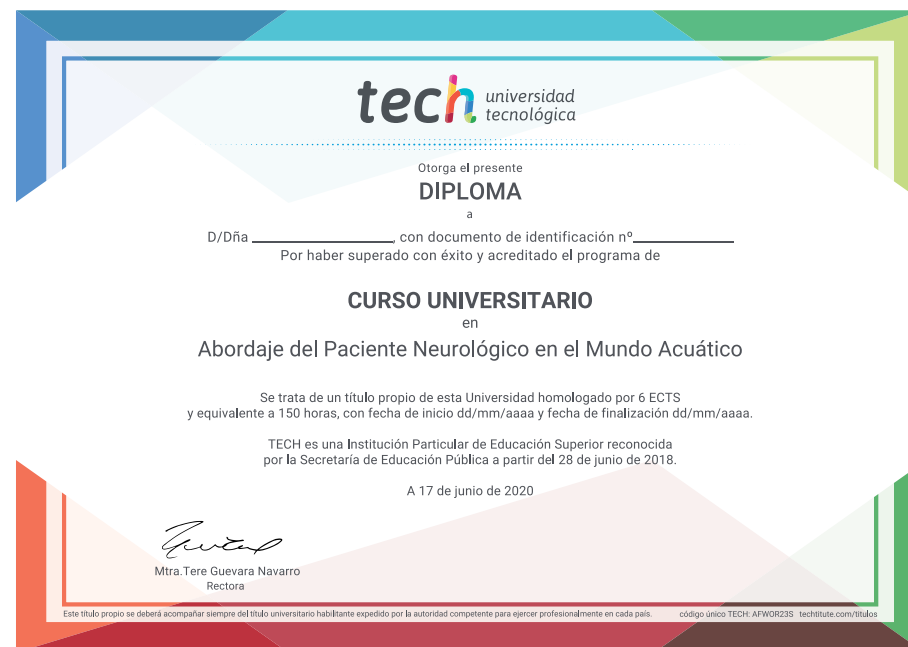 tech universidad
tecnológica
Otorga el presente
DIPLOMA
a
D/Dña ____________________, con documento de identificación nº______________
Por haber superado con éxito y acreditado el programa de
CURSO UNIVERSITARIO
en
Abordaje del Paciente Neurológico en el Mundo Acuático
Se trata de un título propio de esta Universidad homologado por 6 ECTS
y equivalente a 150 horas, con fecha de inicio dd/mm/aaaa y fecha de finalización dd/mm/aaaa.
TECH es una Institución Particular de Educación Superior reconocida
por la Secretaría de Educación Pública a partir del 28 de junio de 2018.
A 17 de junio de 2020
Mtra.Tere Guevara Navarro
Rectora
Este título propio se deberá acompañar siempre del título universitario habilitante expedido por la autoridad competente para ejercer profesionalmente en cada país. código único TECH: AFWOR23S techtitute.com/titulos